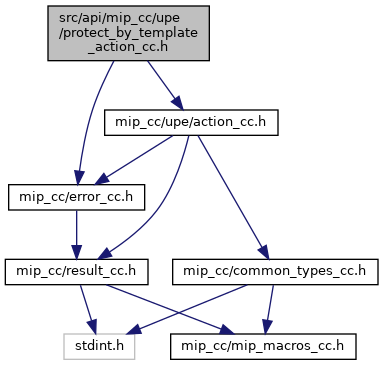 src/api/mip_cc/upe
/protect_by_template
_action_cc.h
mip_cc/upe/action_cc.h
mip_cc/error_cc.h
mip_cc/result_cc.h
mip_cc/common_types_cc.h
stdint.h
mip_cc/mip_macros_cc.h